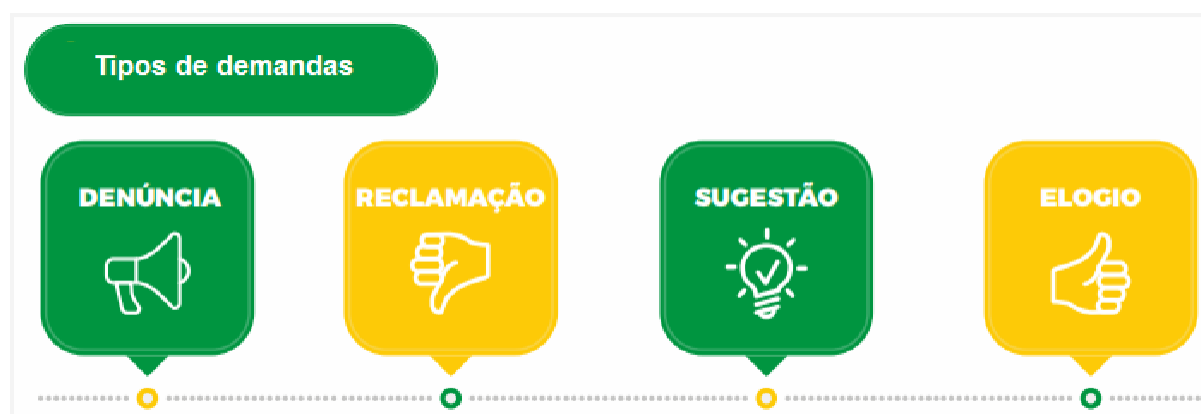 Tipos de demandas
DENÚNCIA
RECLAMAÇÃO
SUGESTÃO
ELOGIO